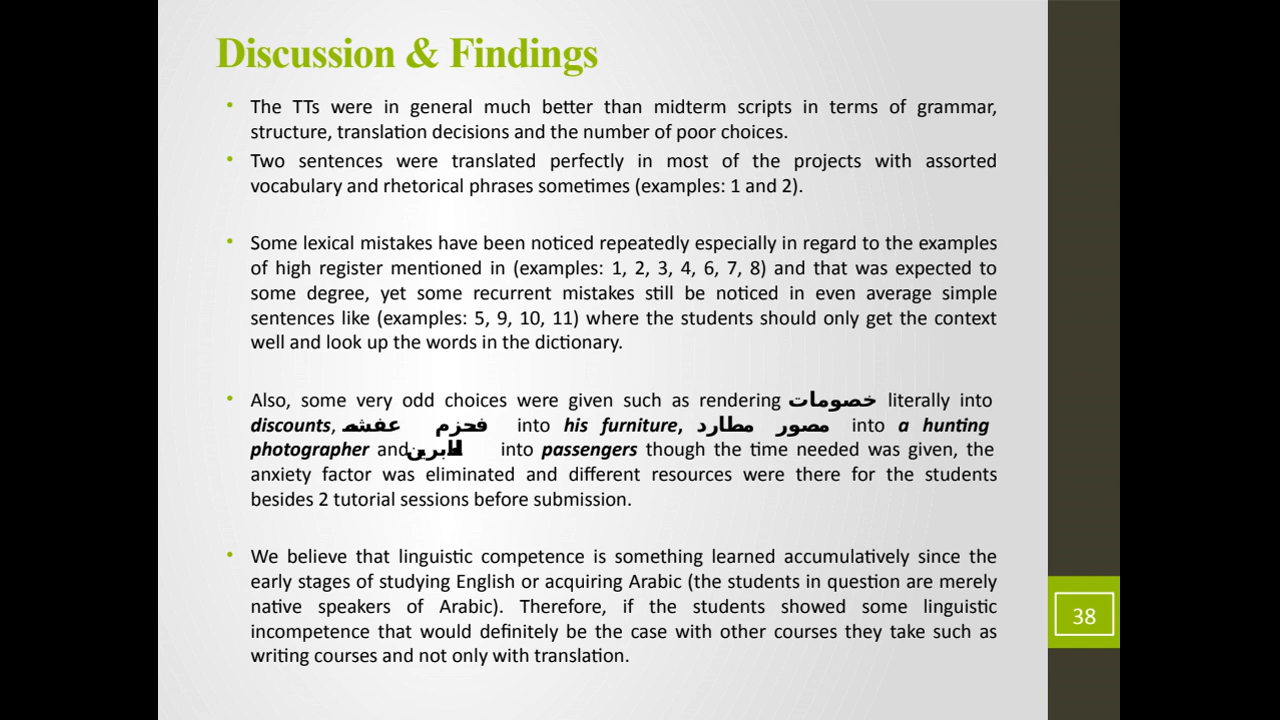 Discussion & Findings
• The TTs were in general much better than midterm scripts in terms of grammar,
structure, translation decisions and the number of poor choices.
• Two sentences were translated perfectly in most of the projects with assorted
vocabulary and rhetorical phrases sometimes (examples: 1 and 2).
• Some lexical mistakes have been noticed repeatedly especially in regard to the examples
of high register mentioned in (examples: 1, 2, 3, 4, 6, 7, 8) and that was expected to
some degree, yet some recurrent mistakes still be noticed in even average simple
sentences like (examples: 5, 9, 10, 11) where the students should only get the context
well and look up the words in the dictionary.
• Also, some very odd choices were given such as rendering خصومات literally into
discounts, فحزم عفشه into his furniture, مصور مطارد into a hunting
photographer and into passengers though the time needed was given, the
anxiety factor was eliminated and different resources were there for the students
besides 2 tutorial sessions before submission.
• We believe that linguistic competence is something learned accumulatively since the
early stages of studying English or acquiring Arabic (the students in question are merely
native speakers of Arabic). Therefore, if the students showed some linguistic
incompetence that would definitely be the case with other courses they take such as
writing courses and not only with translation.
38